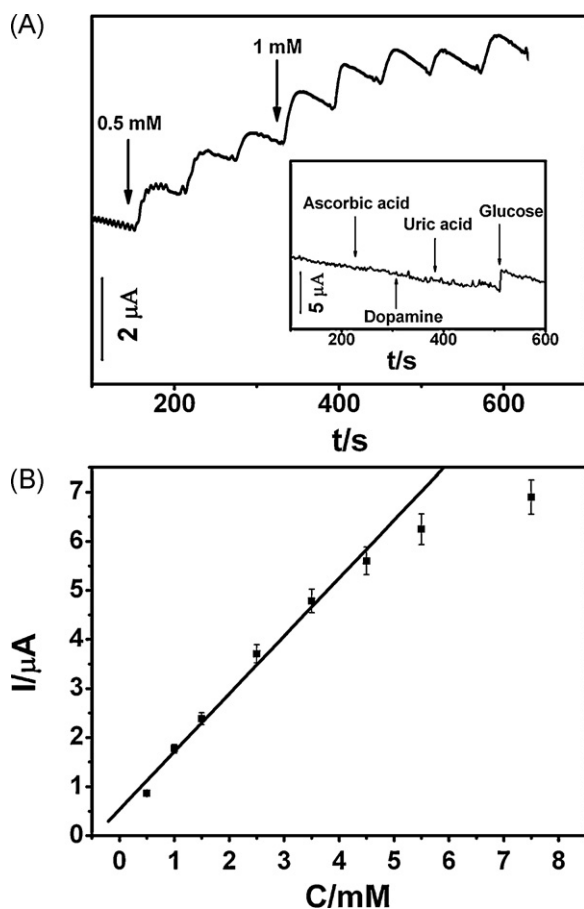 (A)
1 mM
0.5 mM
Ascorbic acid
Uric acid
Glucose
Dopamine
5 μA
200
400
600
t/s
2 μA
200
400
600
t/s
(B)
7
6
5
4
3
2
1
0
I/μA
0 1 2 3 4 5 6 7 8
C/mM